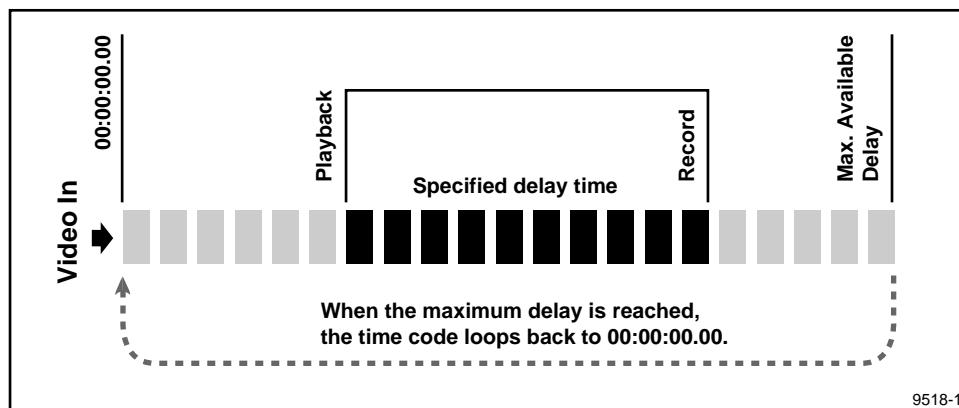 00:00:00.00
Playback
Record
Max. Available
Delay
Specified delay time
Video In
When the maximum delay is reached,
the time code loops back to 00:00:00.00.
9518-1